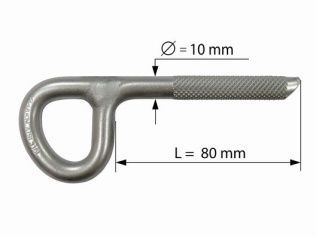 Ø = 10 mm
L = 80 mm